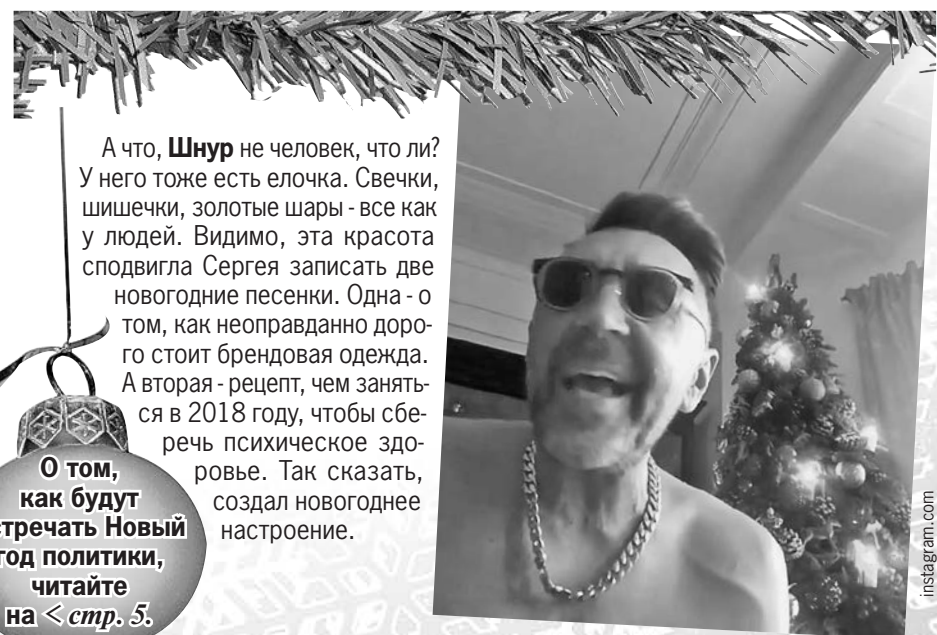 А что, Шнур не человек, что ли?
У него тоже есть елочка. Свечки,
шишечки, золотые шары - все как
у людей. Видимо, эта красота
сподвигла Сергея записать две
новогодние песенки. Одна - о
том, как неоправданно доро-
го стоит брендовая одежда.
А вторая - рецепт, чем занять-
ся в 2018 году, чтобы сбе-
речь психическое здо-
ровье. Так сказать,
создал новогоднее
настроение.
О том,
как будут
стречать Новый
год политики,
читайте
на < стр. 5.
instagram.com